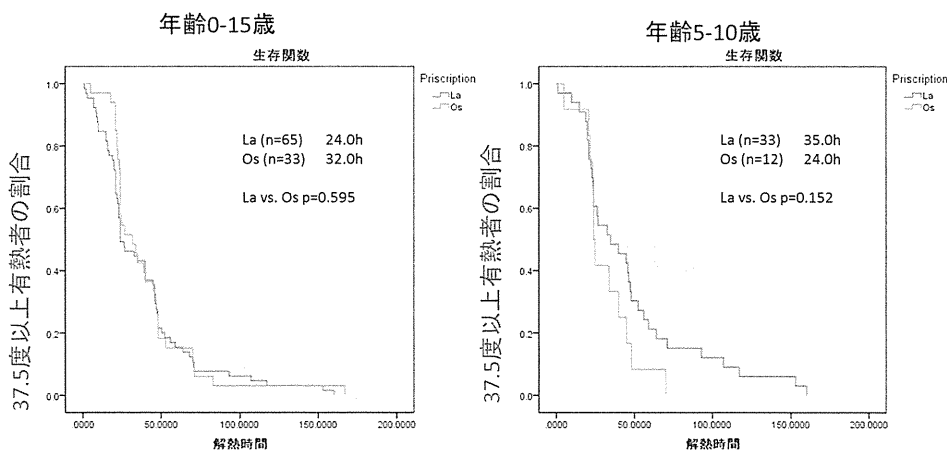 年齢0-15歳
生存関数
Priscription
La
Os
La (n=65) 24.0h
Os (n=33) 32.0h
La vs. Os p=0.595
37.5度以上有熱者の割合
1.0
0.8
0.6
0.4
0.2
0.0
.0000 50.0000 100.0000 150.0000 200.0000
解熱時間
年齢5-10歳
生存関数
Priscription
La
Os
La (n=33) 35.0h
Os (n=12) 24.0h
La vs. Os p=0.152
37.5度以上有熱者の割合
1.0
0.8
0.6
0.4
0.2
0.0
.0000 50.0000 100.0000 150.0000 200.0000
解熱時間